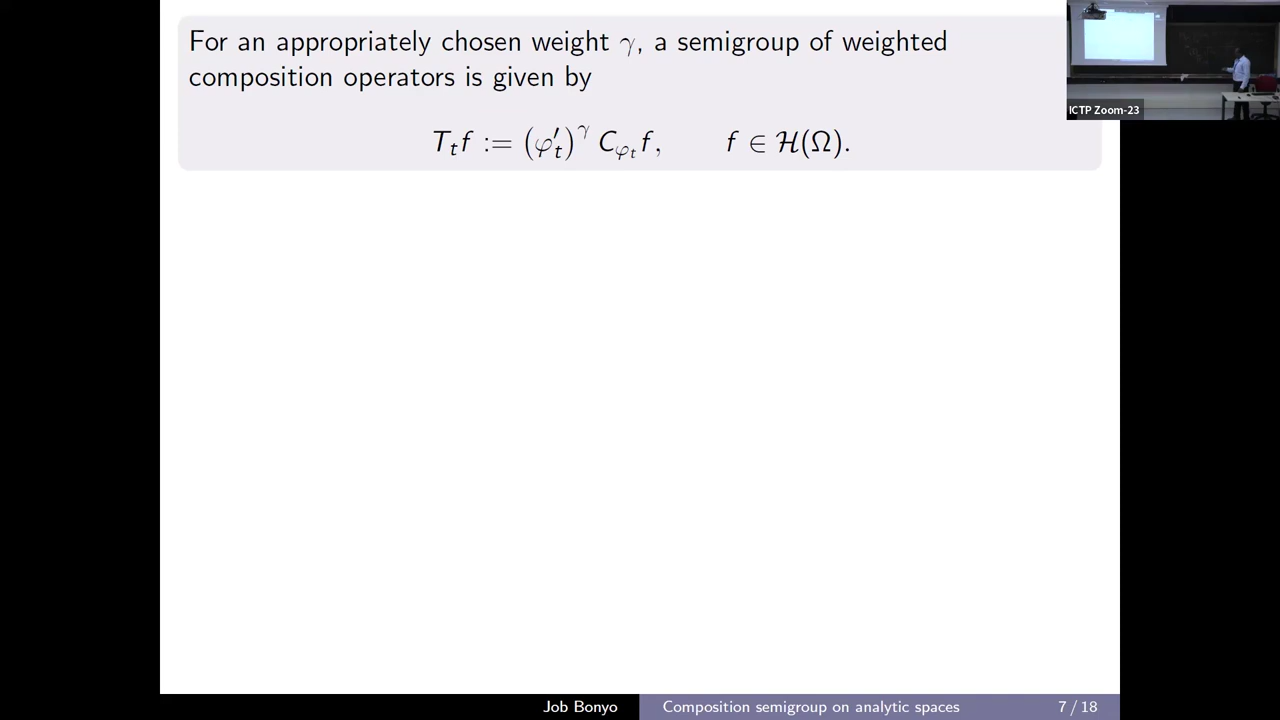 For an appropriately chosen weight γ, a semigroup of weighted
composition operators is given by
T_t f := (φ′_t)^γ C_{φ_t} f, f ∈ H(Ω).
ICTP Zoom-23
Job Bonyo
Composition semigroup on analytic spaces
7 / 18